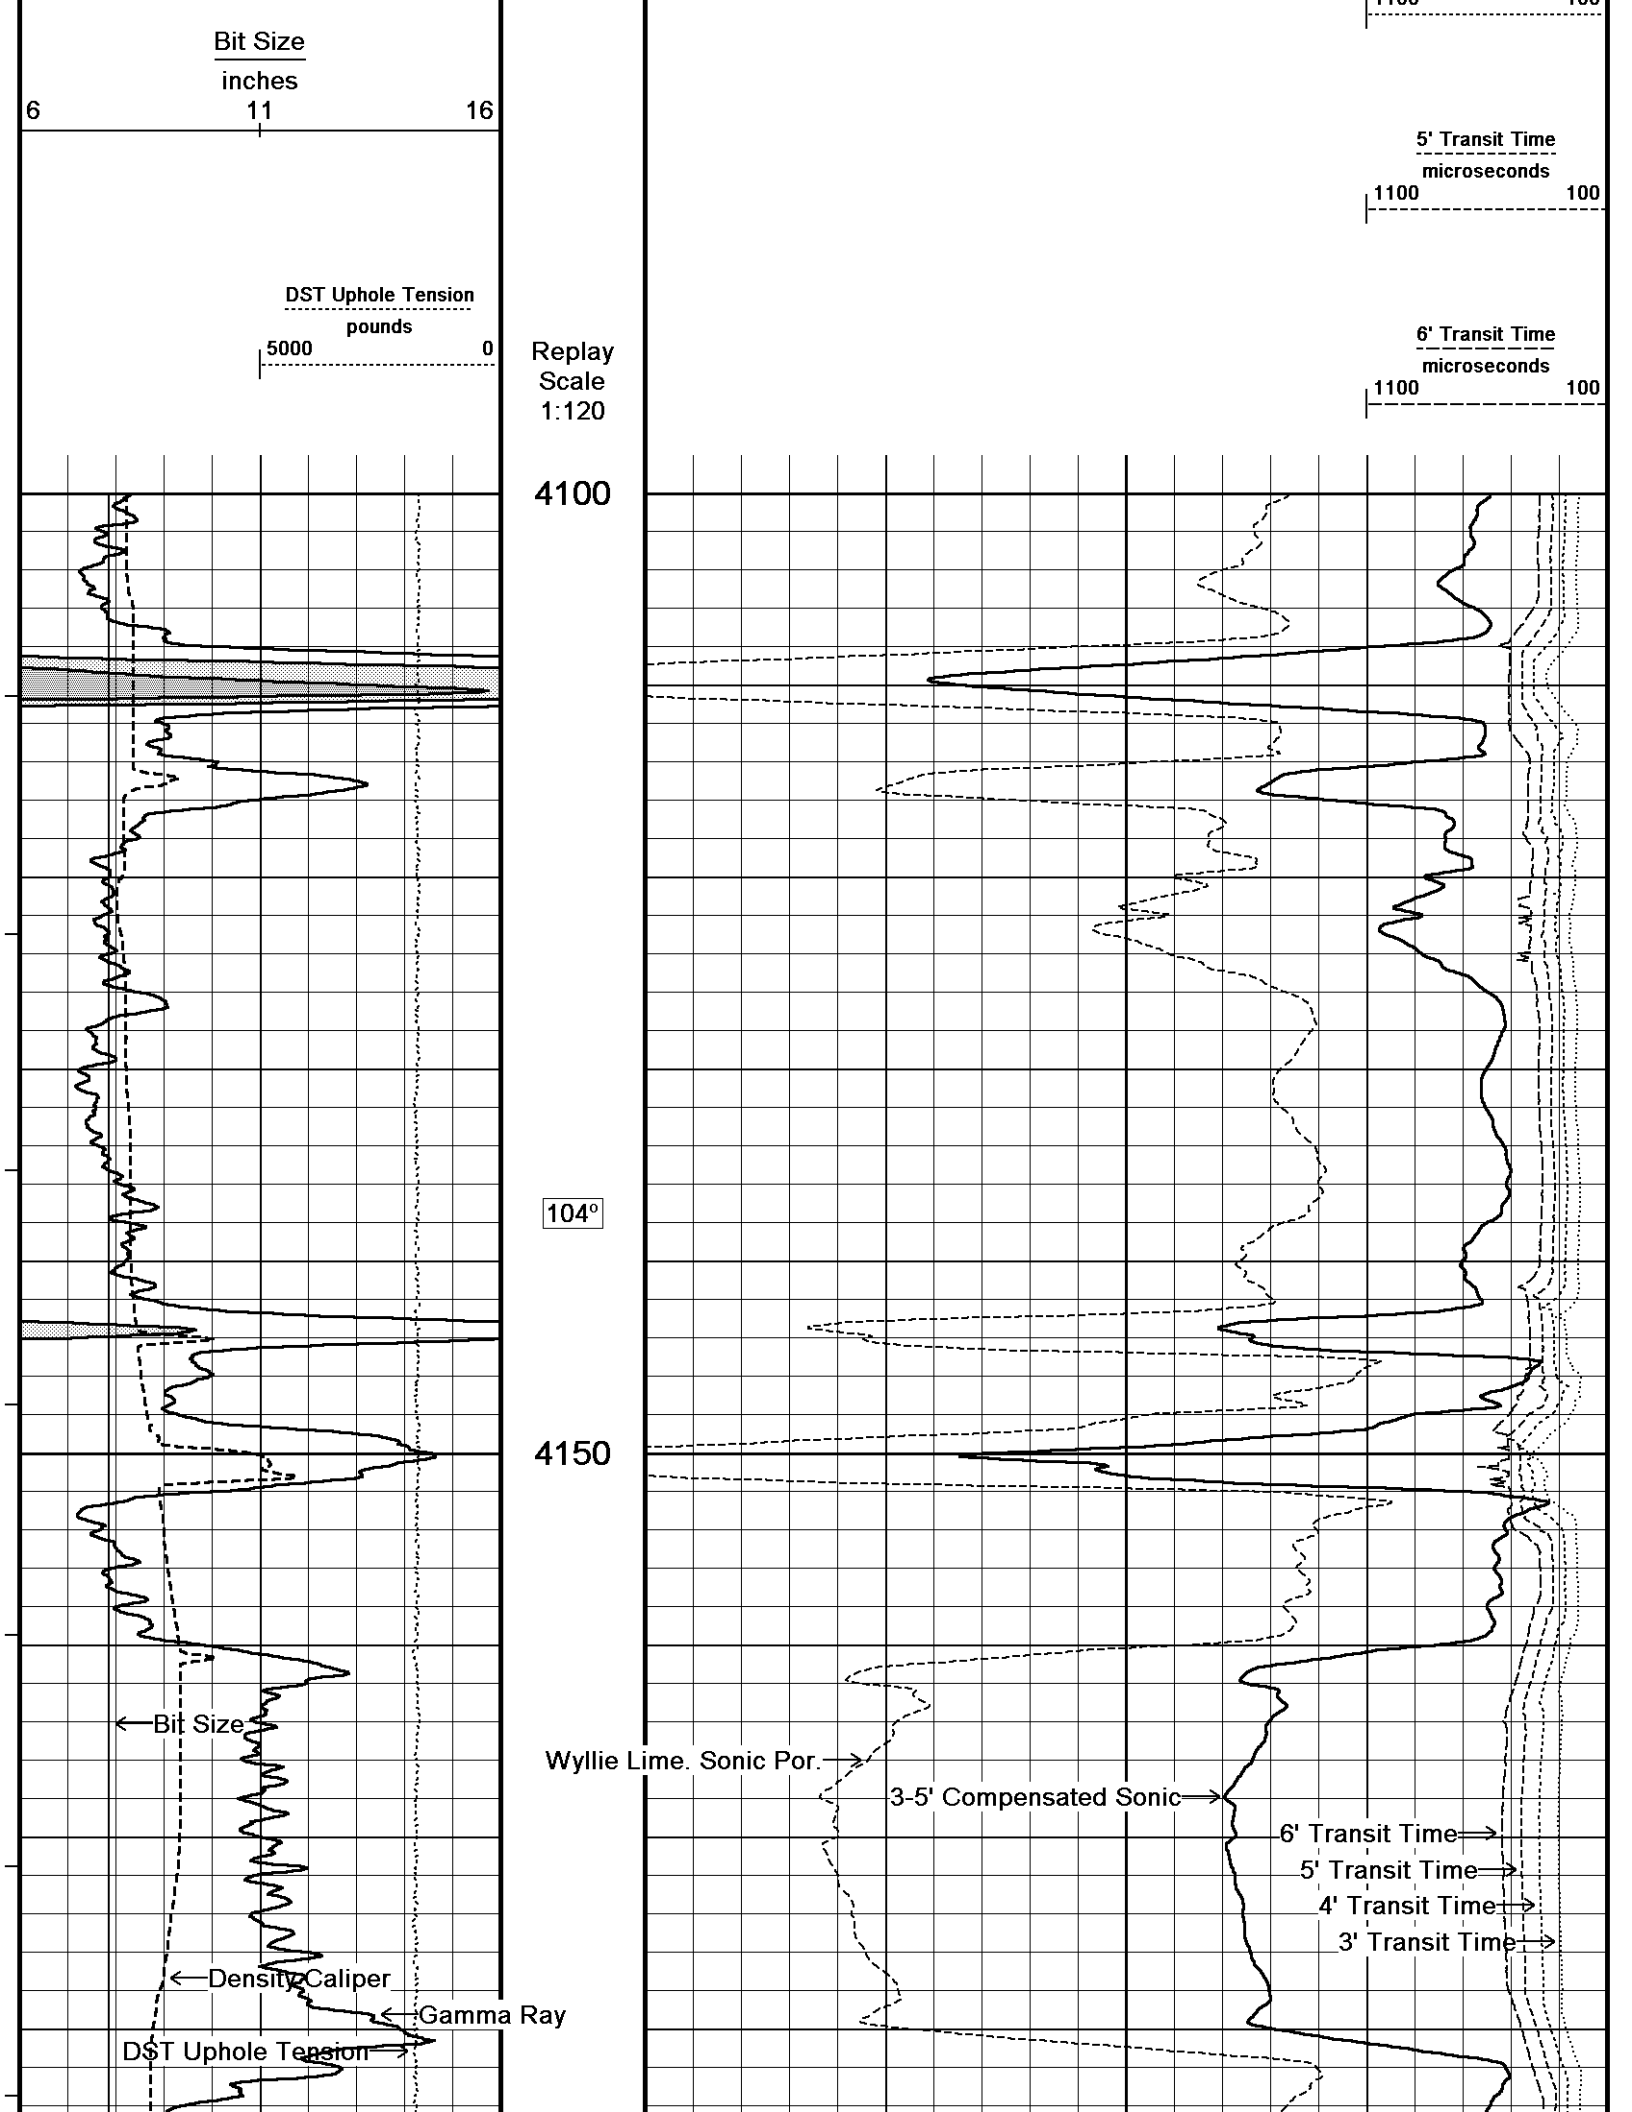 1100 100
Bit Size
inches
6 11 16
5' Transit Time
microseconds
1100 100
DST Uphole Tension
pounds
5000 0
6' Transit Time
microseconds
1100 100
Replay
Scale
1:120
4100
104º
4150
Bit Size
Wyllie Lime. Sonic Por.
3-5' Compensated Sonic
6' Transit Time
5' Transit Time
4' Transit Time
3' Transit Time
Density Caliper
Gamma Ray
DST Uphole Tension